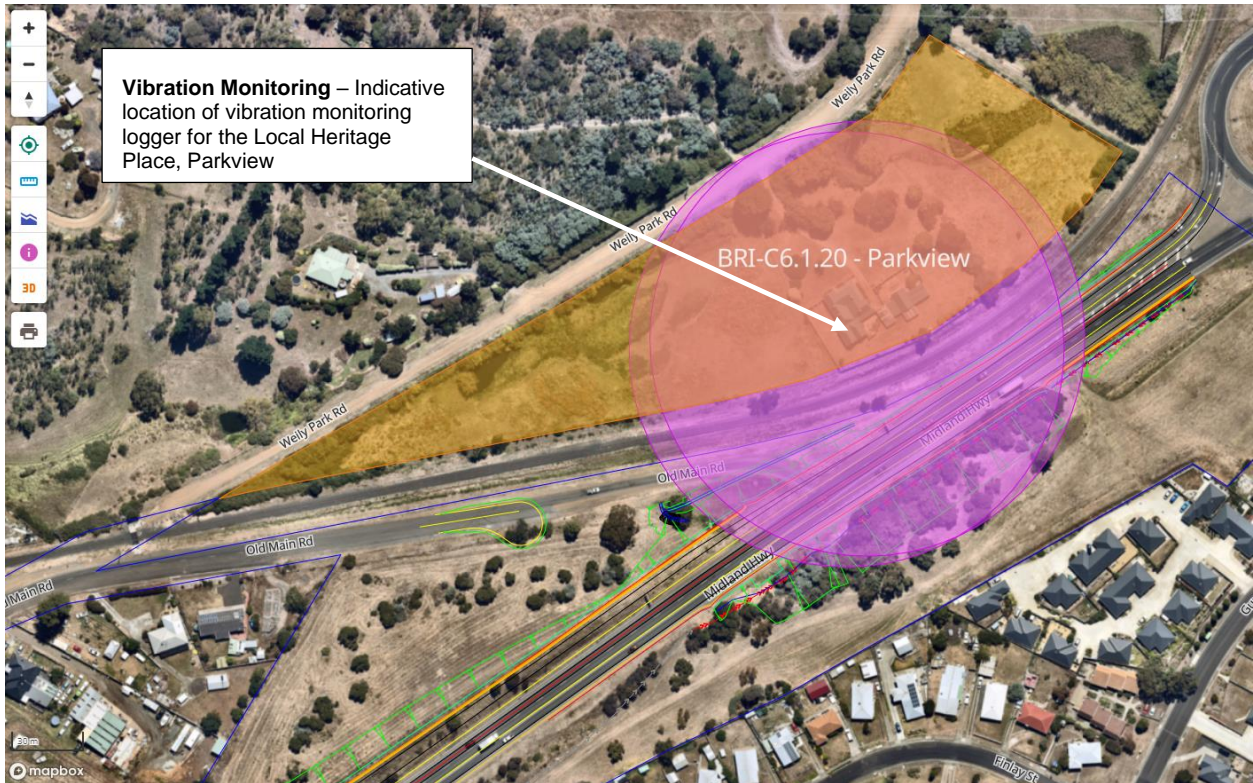 Vibration Monitoring – Indicative
location of vibration monitoring
logger for the Local Heritage
Place, Parkview
Welly Park Rd
Welly Park Rd
BRI-C6.1.20 - Parkview
3D
Welly Park Rd
Midland Hwy
Old Main Rd
Old Main Rd
Midland Hwy
Main Rd
30 m
Finlay St
mapbox